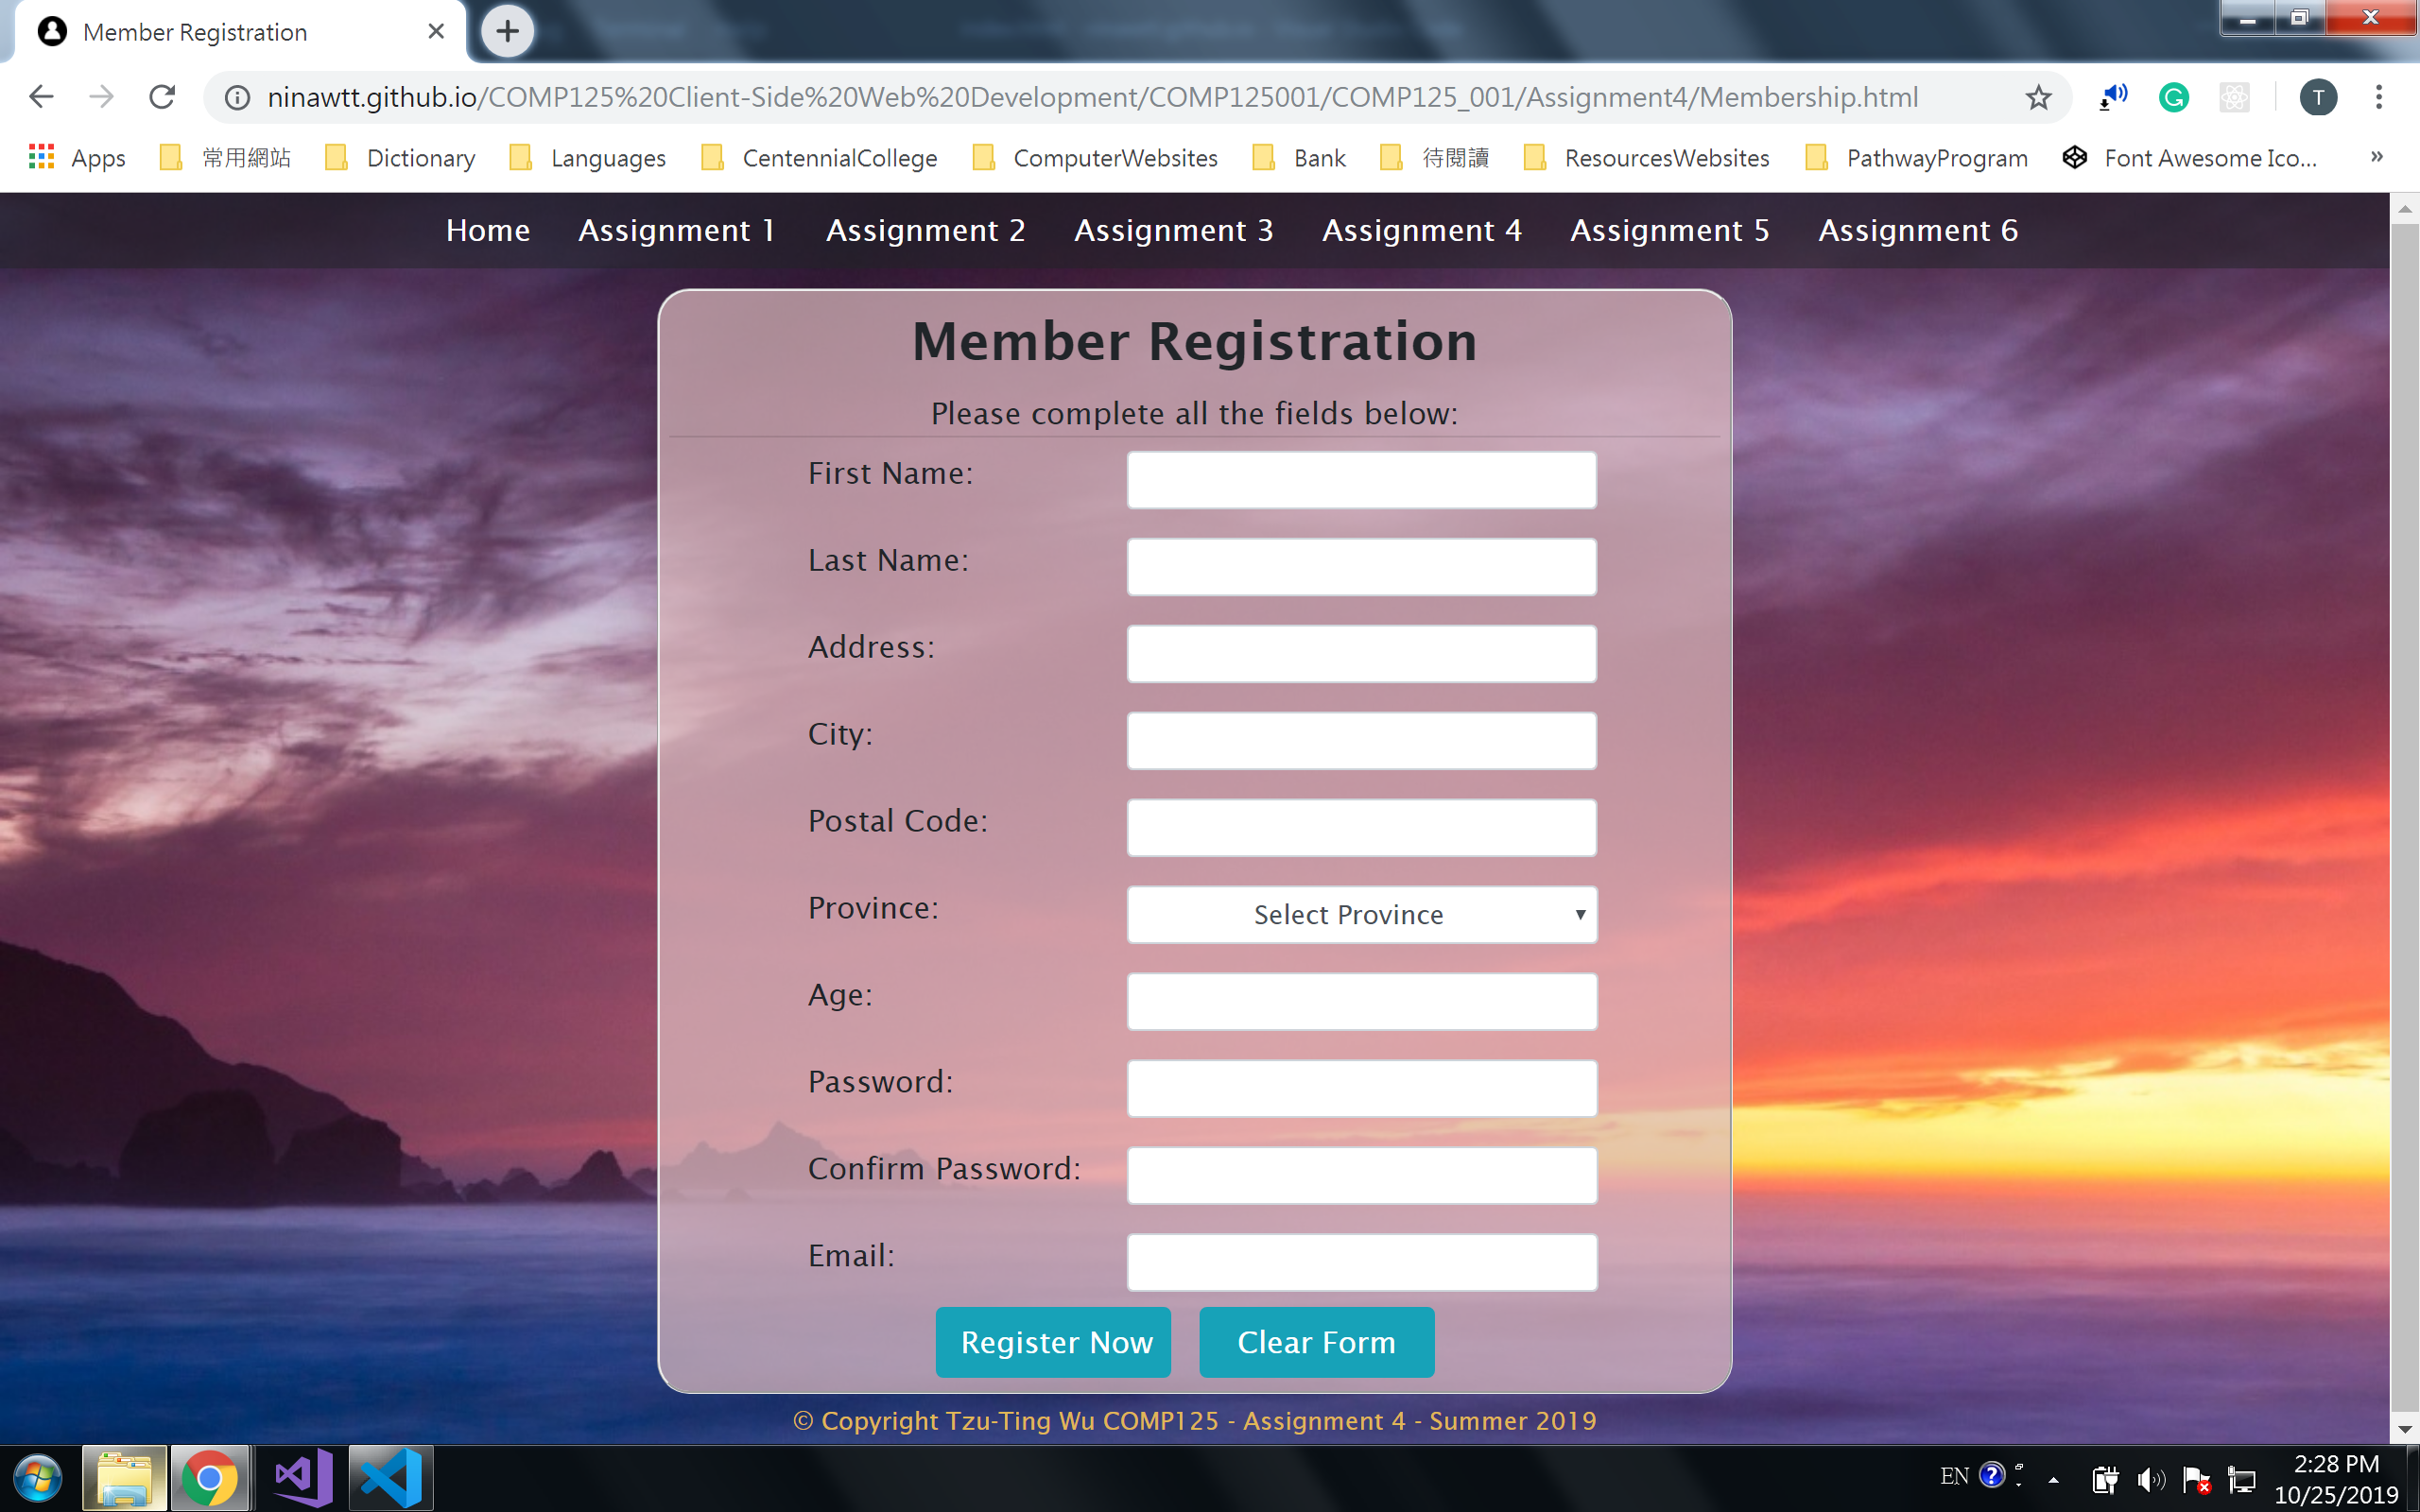 Member Registration
ninawtt.github.io/COMP125%20Client-Side%20Web%20Development/COMP125001/COMP125_001/Assignment4/Membership.html
T
Apps 常用網站 Dictionary Languages CentennialCollege ComputerWebsites Bank 待閱讀 ResourcesWebsites PathwayProgram Font Awesome Ico... »
Home Assignment 1 Assignment 2 Assignment 3 Assignment 4 Assignment 5 Assignment 6
Member Registration
Please complete all the fields below:
First Name:
Last Name:
Address:
City:
Postal Code:
Province: Select Province
Age:
Password:
Confirm Password:
Email:
Register Now Clear Form
© Copyright Tzu-Ting Wu COMP125 - Assignment 4 - Summer 2019
EN 2:28 PM
10/25/2019